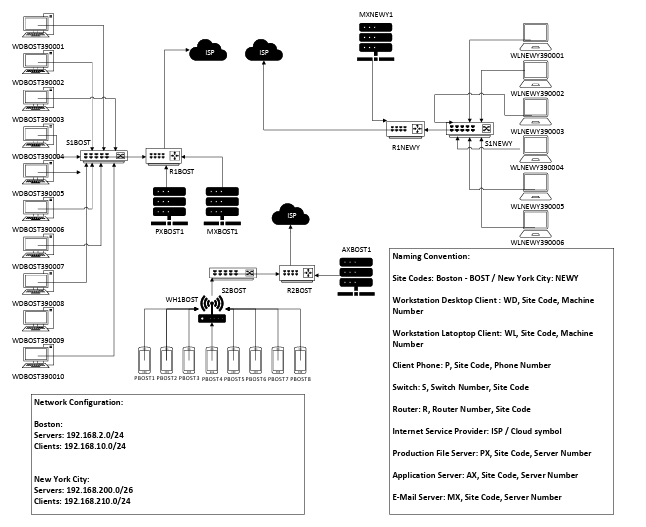 MXNEWY1
WDBOST390001
ISP
ISP
WLNEWY390001
WDBOST390002
WLNEWY390002
WDBOST390003
S1BOST
R1NEWY
S1NEWY
WLNEWY390003
WDBOST390004
R1BOST
WLNEWY390004
WDBOST390005
WLNEWY390005
WDBOST390006
PXBOST1
MXBOST1
ISP
WLNEWY390006
WDBOST390007
AXBOST1
S2BOST
R2BOST
WH1BOST
WDBOST390008
WDBOST390009
WDBOST390010
PBOST1 PBOST2 PBOST3 PBOST4 PBOST5 PBOST6 PBOST7 PBOST8
Naming Convention:
Site Codes: Boston - BOST / New York City: NEWY
Workstation Desktop Client : WD, Site Code, Machine
Number
Workstation Latoptop Client: WL, Site Code, Machine
Number
Client Phone: P, Site Code, Phone Number
Switch: S, Switch Number, Site Code
Router: R, Router Number, Site Code
Internet Service Provider: ISP / Cloud symbol
Production File Server: PX, Site Code, Server Number
Application Server: AX, Site Code, Server Number
E-Mail Server: MX, Site Code, Server Number
Network Configuration:
Boston:
Servers: 192.168.2.0/24
Clients: 192.168.10.0/24
New York City:
Servers: 192.168.200.0/26
Clients: 192.168.210.0/24